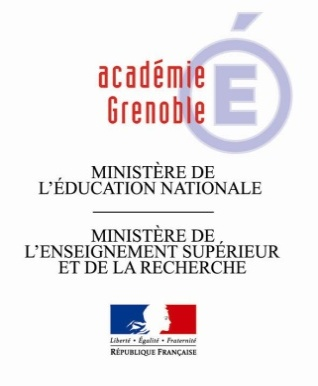 académie
Grenoble
É
MINISTÈRE DE
L'ÉDUCATION NATIONALE
MINISTÈRE DE
L'ENSEIGNEMENT SUPÉRIEUR
ET DE LA RECHERCHE
Liberté • Égalité • Fraternité
RÉPUBLIQUE FRANÇAISE